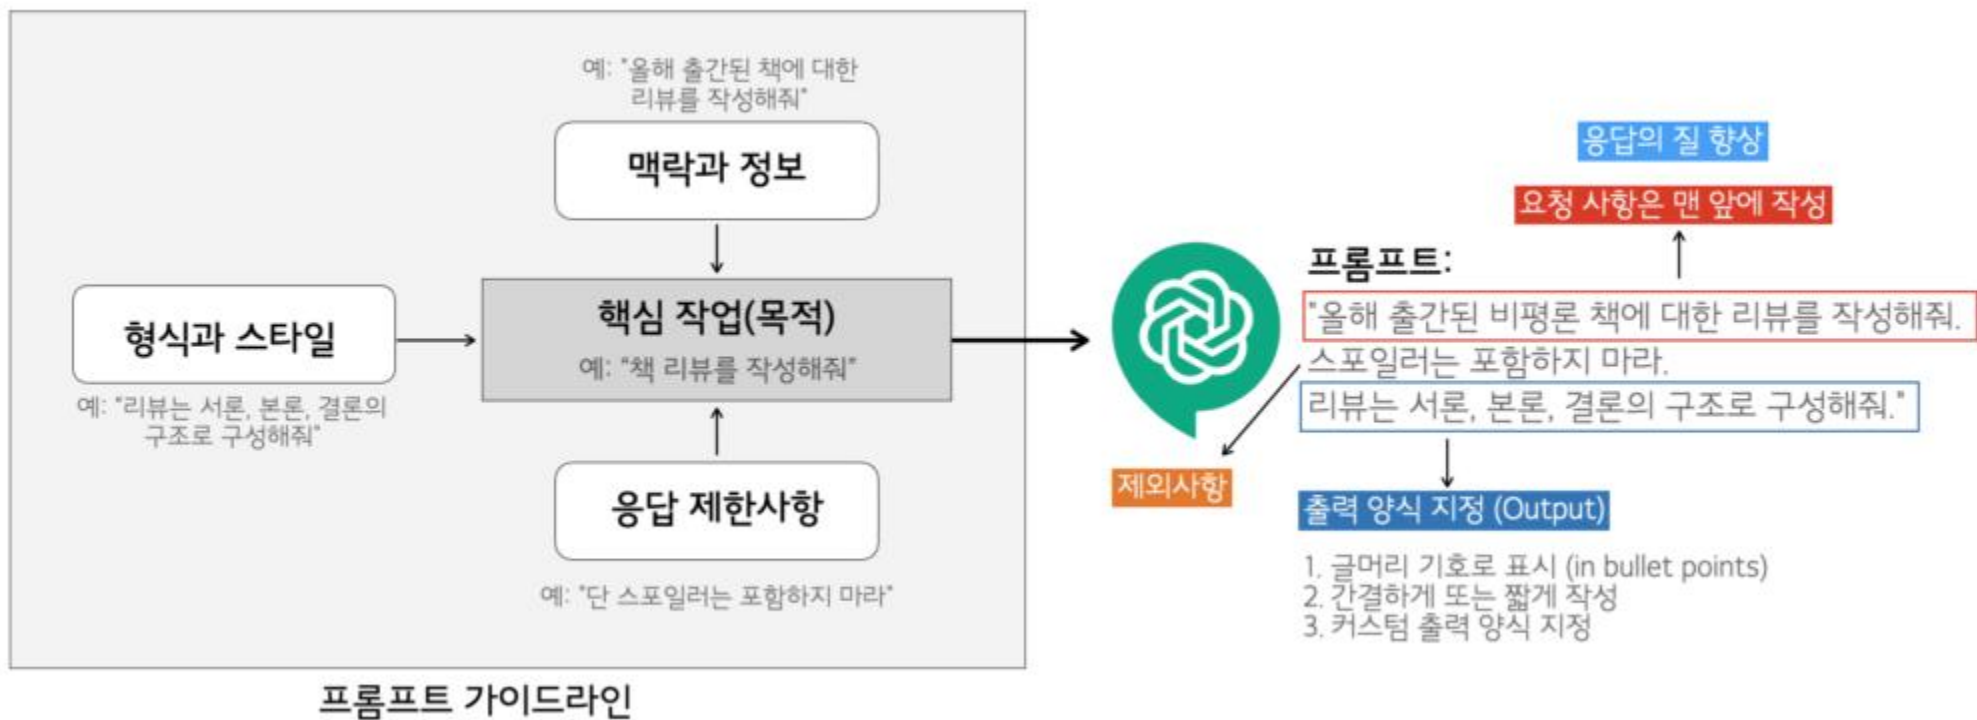 예: "올해 출간된 책에 대한
리뷰를 작성해줘"
맥락과 정보
형식과 스타일
예: "리뷰는 서론, 본론, 결론의
구조로 구성해줘"
핵심 작업(목적)
예: "책 리뷰를 작성해줘"
응답 제한사항
예: "단 스포일러는 포함하지 마라"
프롬프트 가이드라인
응답의 질 향상
요청 사항은 맨 앞에 작성
프롬프트:
"올해 출간된 비평론 책에 대한 리뷰를 작성해줘.
스포일러는 포함하지 마라.
리뷰는 서론, 본론, 결론의 구조로 구성해줘."
제외사항
출력 양식 지정 (Output)
1. 글머리 기호로 표시 (in bullet points)
2. 간결하게 또는 짧게 작성
3. 커스텀 출력 양식 지정